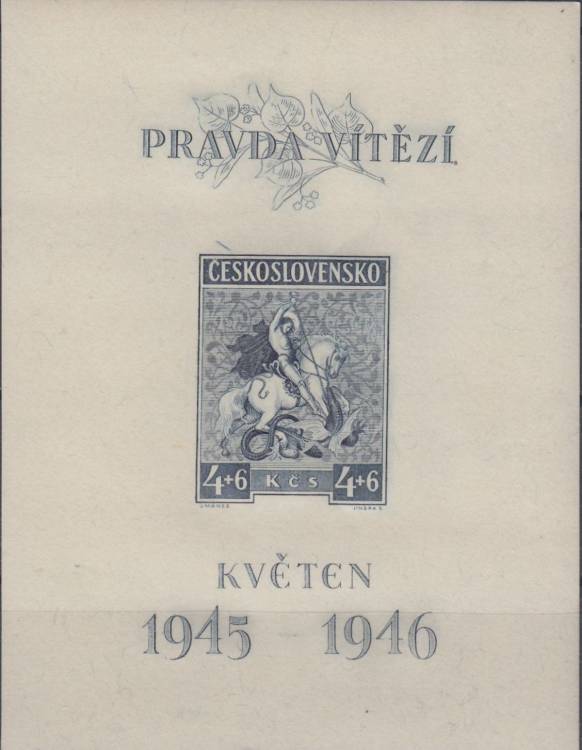 PRAVDA VÍTĚZÍ
ČESKOSLOVENSKO
4+6 KČS 4+6
KVĚTEN
1945 1946